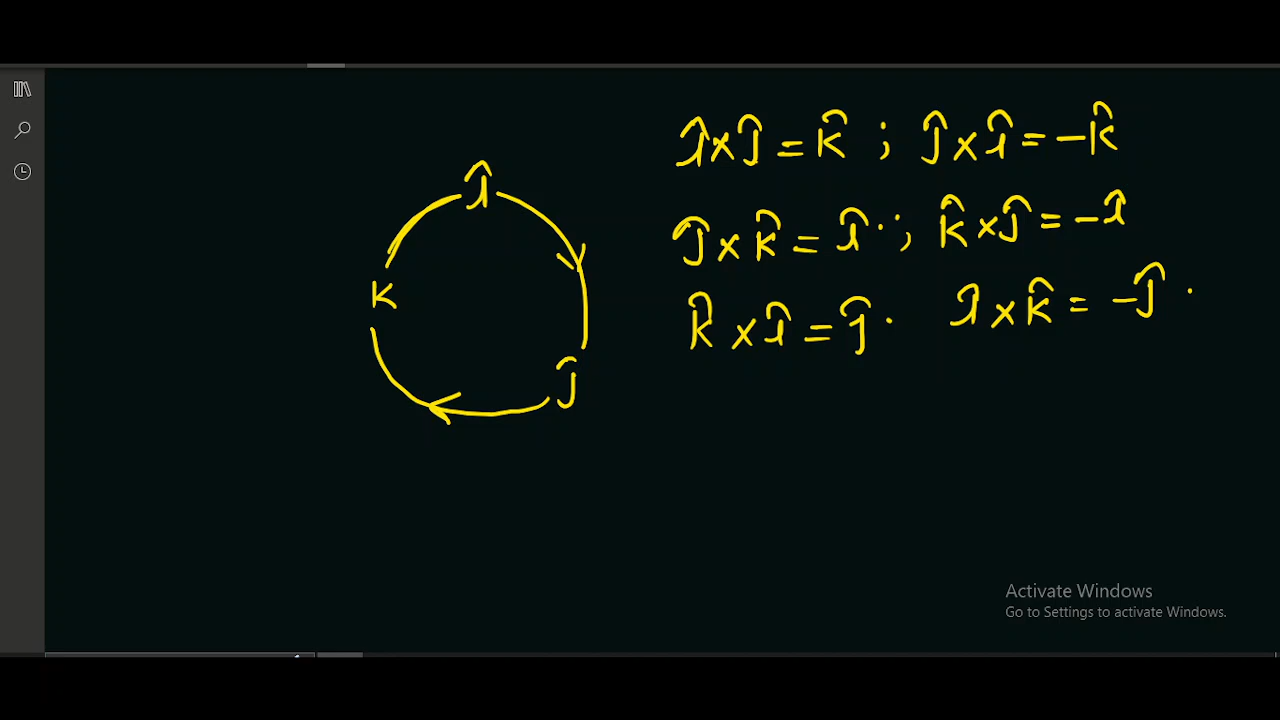 î × ĵ = k̂ ; ĵ × î = -k̂
î
ĵ × k̂ = î . ; k̂ × ĵ = -î
K
k̂ × î = ĵ . î × k̂ = -ĵ .
ĵ
Activate Windows
Go to Settings to activate Windows.